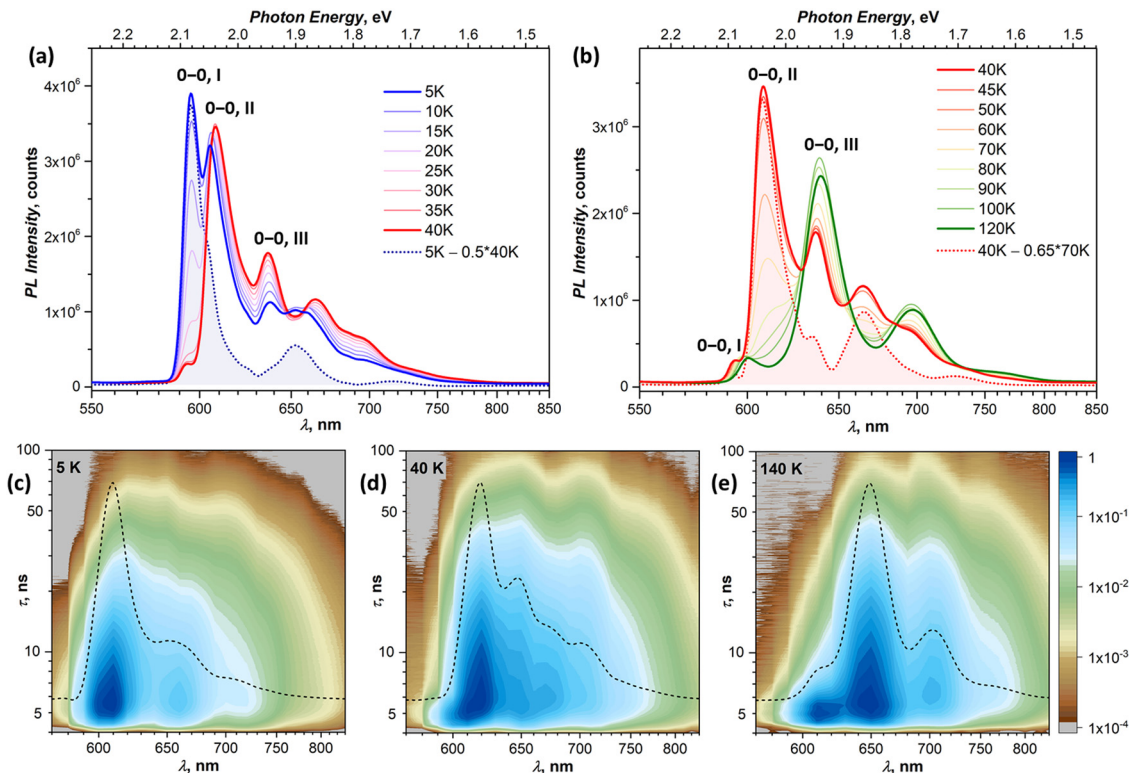 Photon Energy, eV
2.2 2.1 2.0 1.9 1.8 1.7 1.6 1.5
(a)
0–0, I
0–0, II
0–0, III
5K
10K
15K
20K
25K
30K
35K
40K
5K – 0.5*40K
PL Intensity, counts
4x10⁶
3x10⁶
2x10⁶
1x10⁶
0
550 600 650 700 750 800 850
λ, nm
Photon Energy, eV
2.2 2.1 2.0 1.9 1.8 1.7 1.6 1.5
(b)
0–0, II
0–0, III
0–0, I
40K
45K
50K
60K
70K
80K
90K
100K
120K
40K – 0.65*70K
PL Intensity, counts
3x10⁶
2x10⁶
1x10⁶
0
550 600 650 700 750 800 850
λ, nm
(c)
5 K
τ, ns
100
50
10
5
600 650 700 750 800
λ, nm
(d)
40 K
600 650 700 750 800
λ, nm
(e)
140 K
τ, ns
100
50
10
5
600 650 700 750 800
λ, nm
1
1x10⁻¹
1x10⁻²
1x10⁻³
1x10⁻⁴